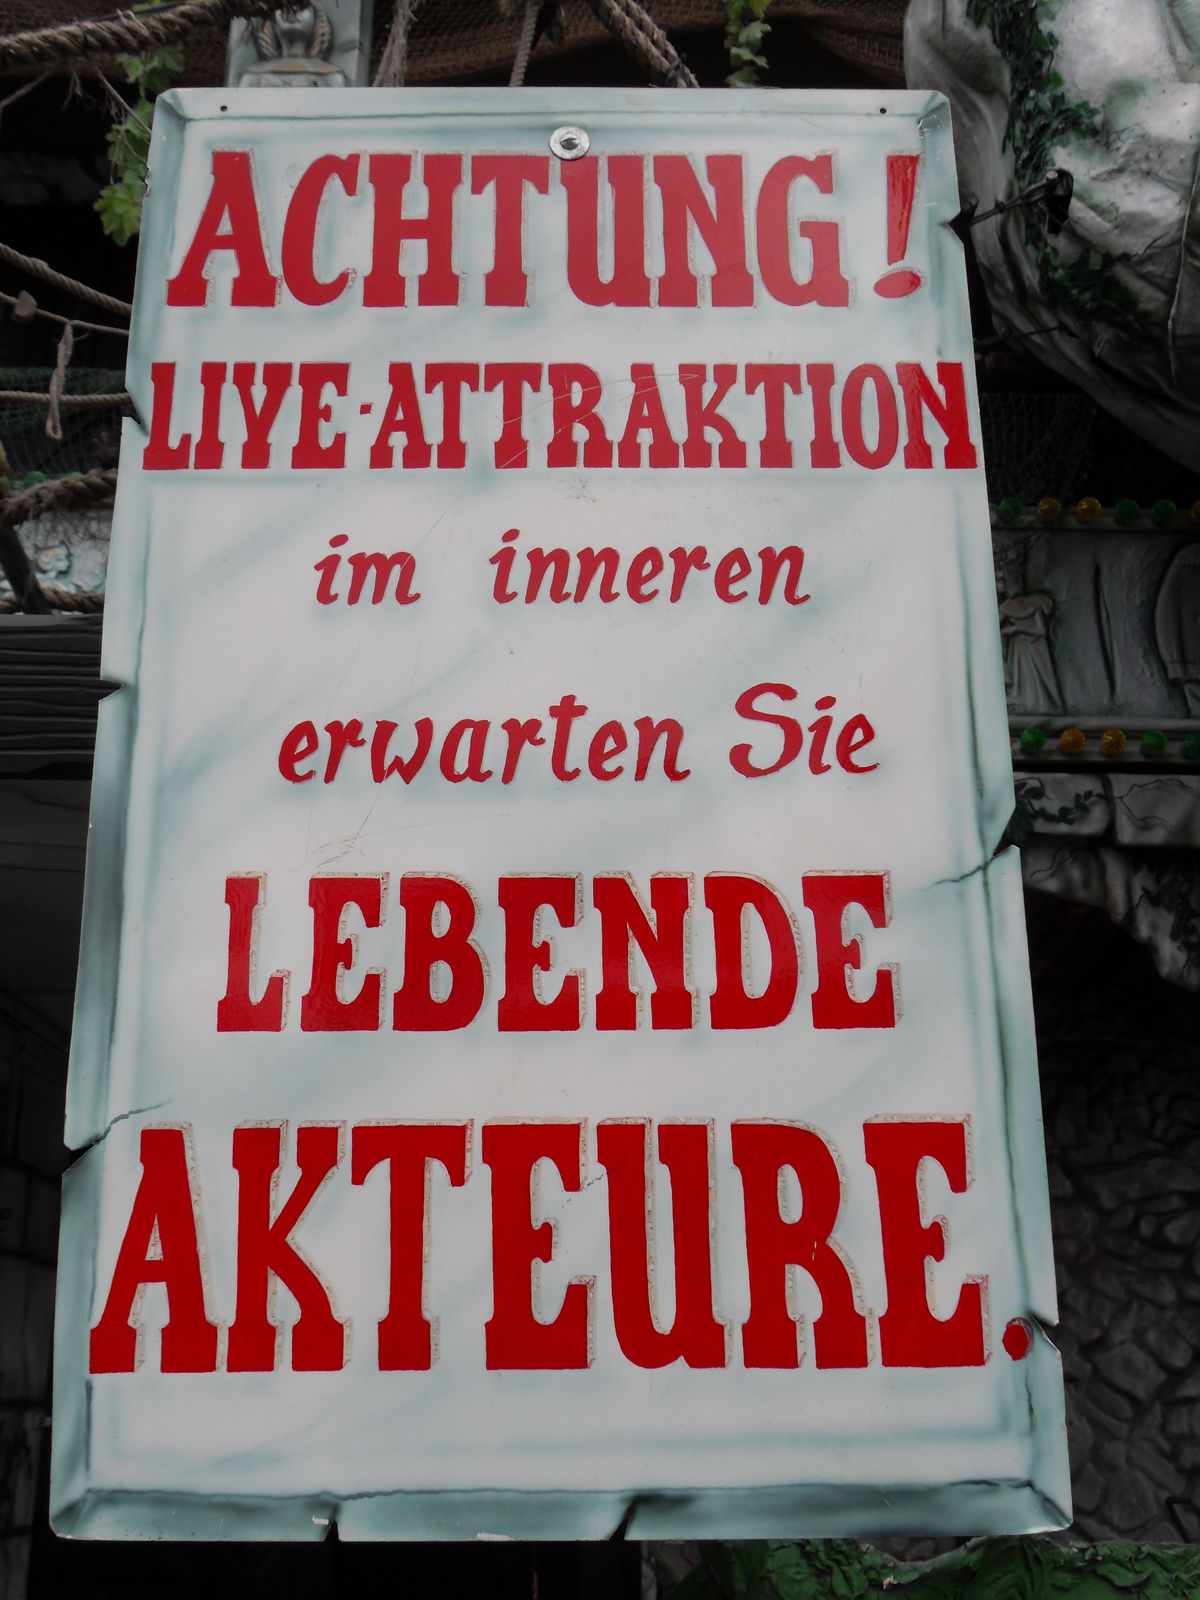 ACHTUNG!
LIVE-ATTRAKTION
im inneren
erwarten Sie
LEBENDE
AKTEURE.